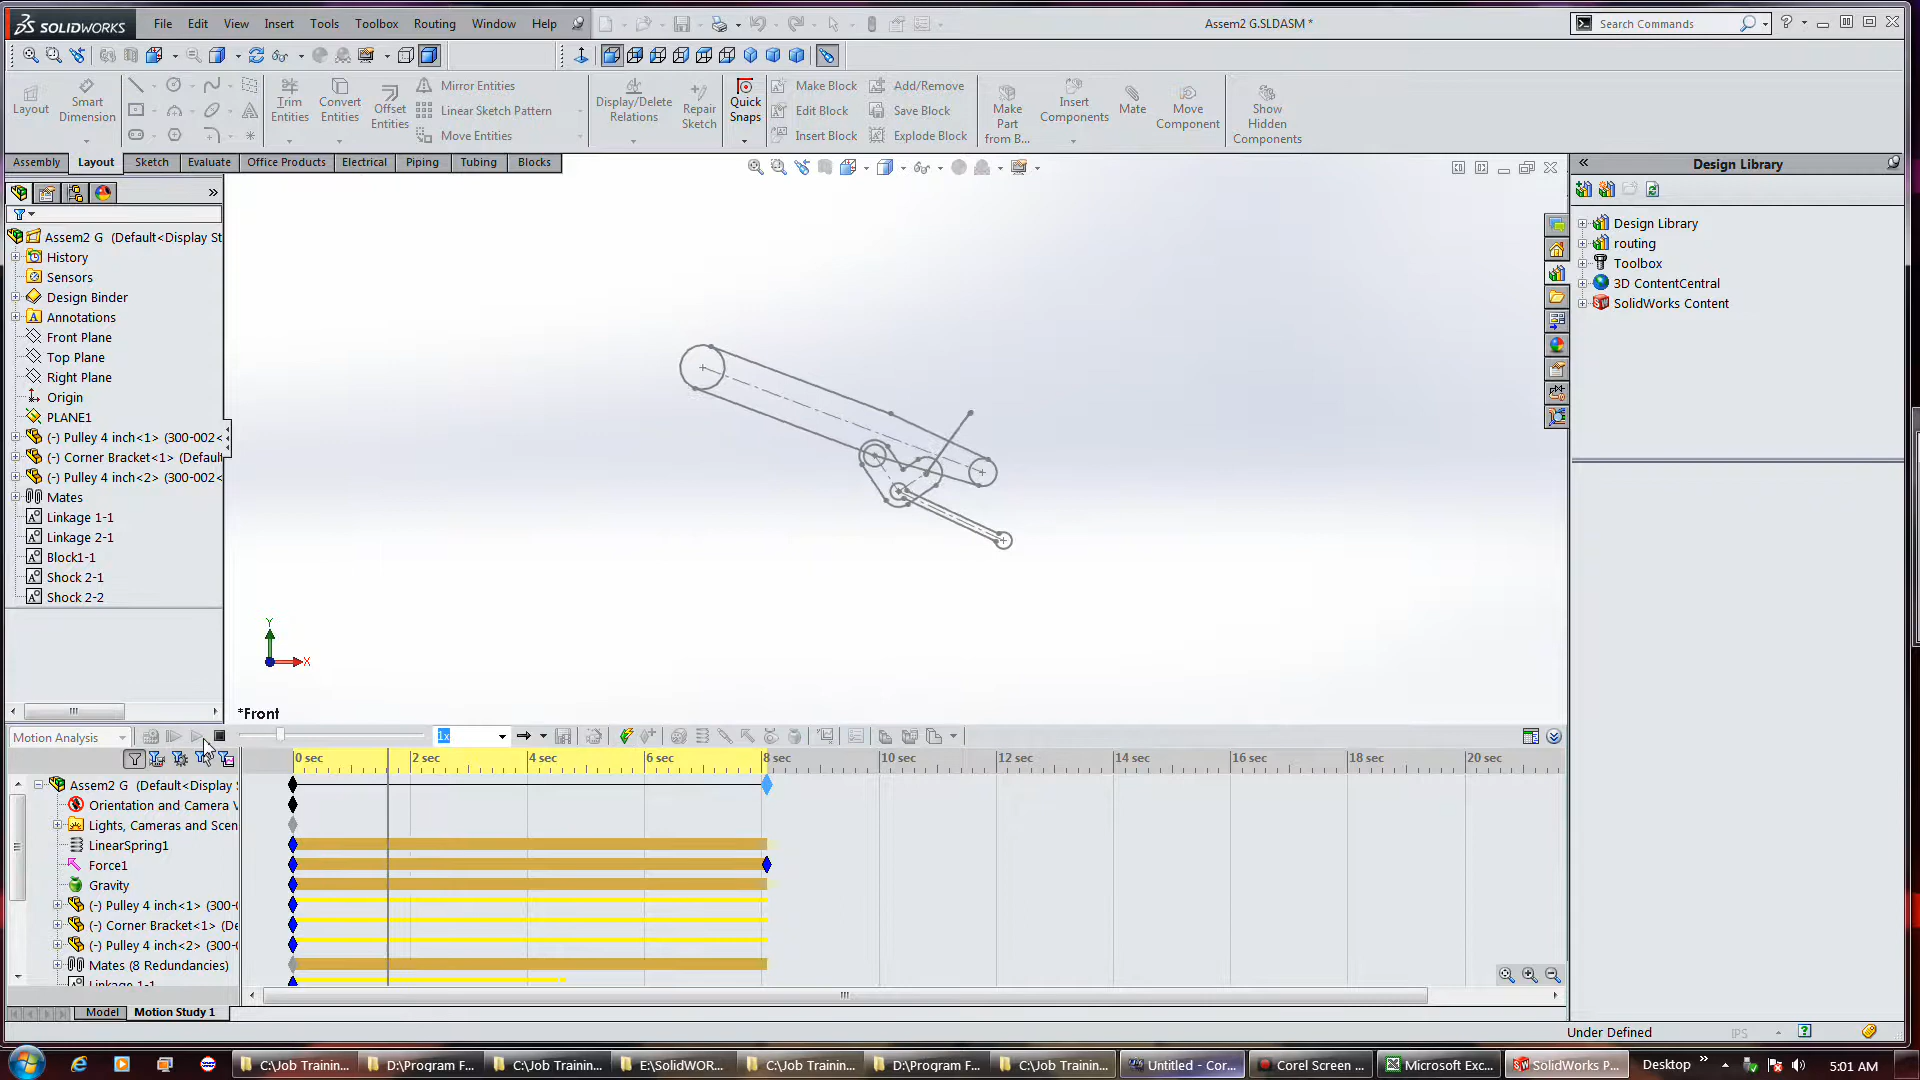 SOLIDWORKS File Edit View Insert Tools Toolbox Routing Window Help Assem2 G.SLDASM * Search Commands
Layout Smart Dimension Trim Entities Convert Entities Offset Entities Mirror Entities Linear Sketch Pattern Move Entities Display/Delete Relations Repair Sketch Quick Snaps Make Block Edit Block Insert Block Add/Remove Save Block Explode Block Make Part from B... Insert Components Mate Move Component Show Hidden Components
Assembly Layout Sketch Evaluate Office Products Electrical Piping Tubing Blocks
Design Library
Assem2 G (Default<Display St
History
Sensors
Design Binder
Annotations
Front Plane
Top Plane
Right Plane
Origin
PLANE1
(-) Pulley 4 inch<1> (300-002<
(-) Corner Bracket<1> (Defau
(-) Pulley 4 inch<2> (300-002<
Mates
Linkage 1-1
Linkage 2-1
Block1-1
Shock 2-1
Shock 2-2
Design Library
routing
Toolbox
3D ContentCentral
SolidWorks Content
Y
X
*Front
Motion Analysis 1x
0 sec 2 sec 4 sec 6 sec 8 sec 10 sec 12 sec 14 sec 16 sec 18 sec 20 sec
Assem2 G (Default<Display
Orientation and Camera V
Lights, Cameras and Scen
LinearSpring1
Force1
Gravity
(-) Pulley 4 inch<1> (300-0
(-) Corner Bracket<1> (De
(-) Pulley 4 inch<2> (300-0
Mates (8 Redundancies)
Linkage 1-1
Model Motion Study 1
Under Defined IPS
C:\Job Trainin... D:\Program F... C:\Job Trainin... E:\SolidWOR... C:\Job Trainin... D:\Program F... C:\Job Trainin... Untitled - Cor... Corel Screen ... Microsoft Exc... SolidWorks P... Desktop 5:01 AM